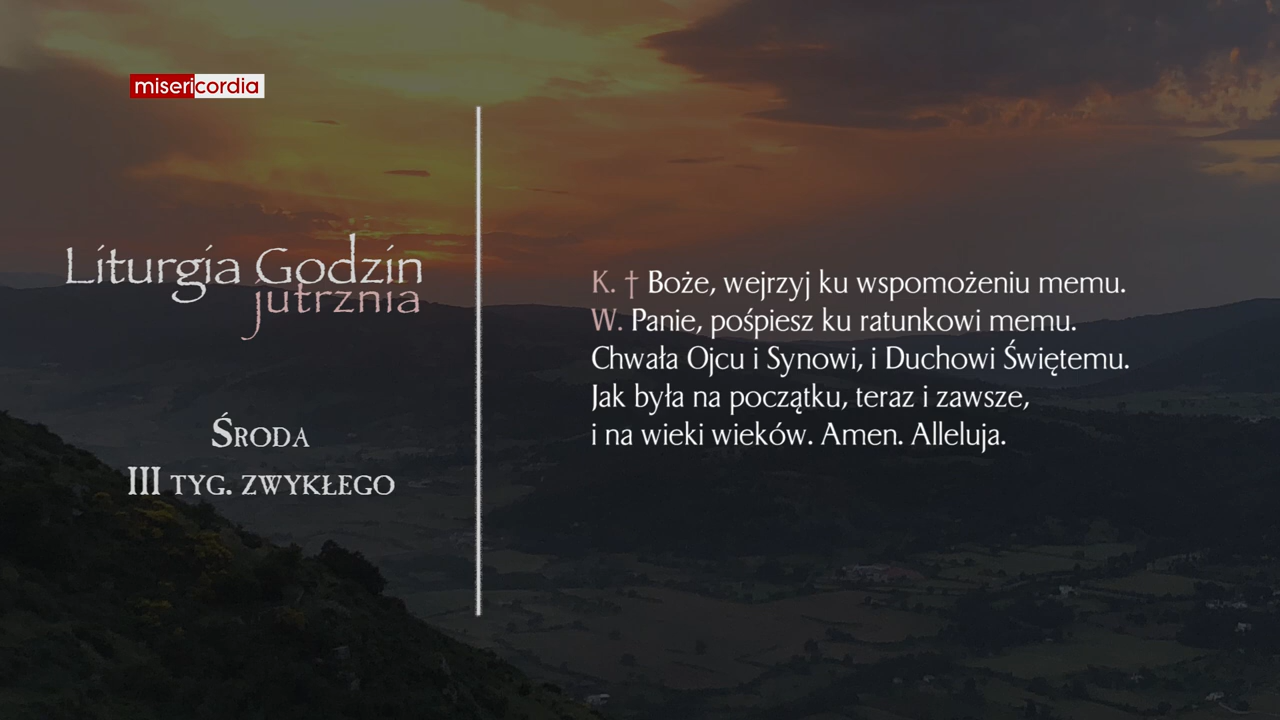 misericordia
Liturgia Godzin
jutrznia
Środa
III tyg. zwykłego
K. † Boże, wejrzyj ku wspomożeniu memu.
W. Panie, pośpiesz ku ratunkowi memu.
Chwała Ojcu i Synowi, i Duchowi Świętemu.
Jak była na początku, teraz i zawsze,
i na wieki wieków. Amen. Alleluja.